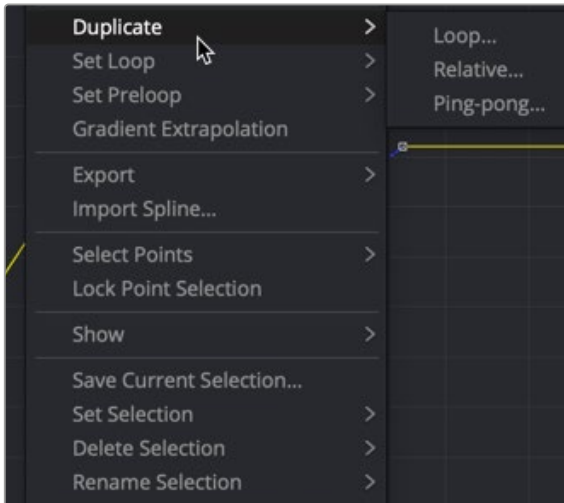 Duplicate
Loop...
Relative...
Ping-pong...
Set Loop
Set Preloop
Gradient Extrapolation
Export
Import Spline...
Select Points
Lock Point Selection
Show
Save Current Selection...
Set Selection
Delete Selection
Rename Selection